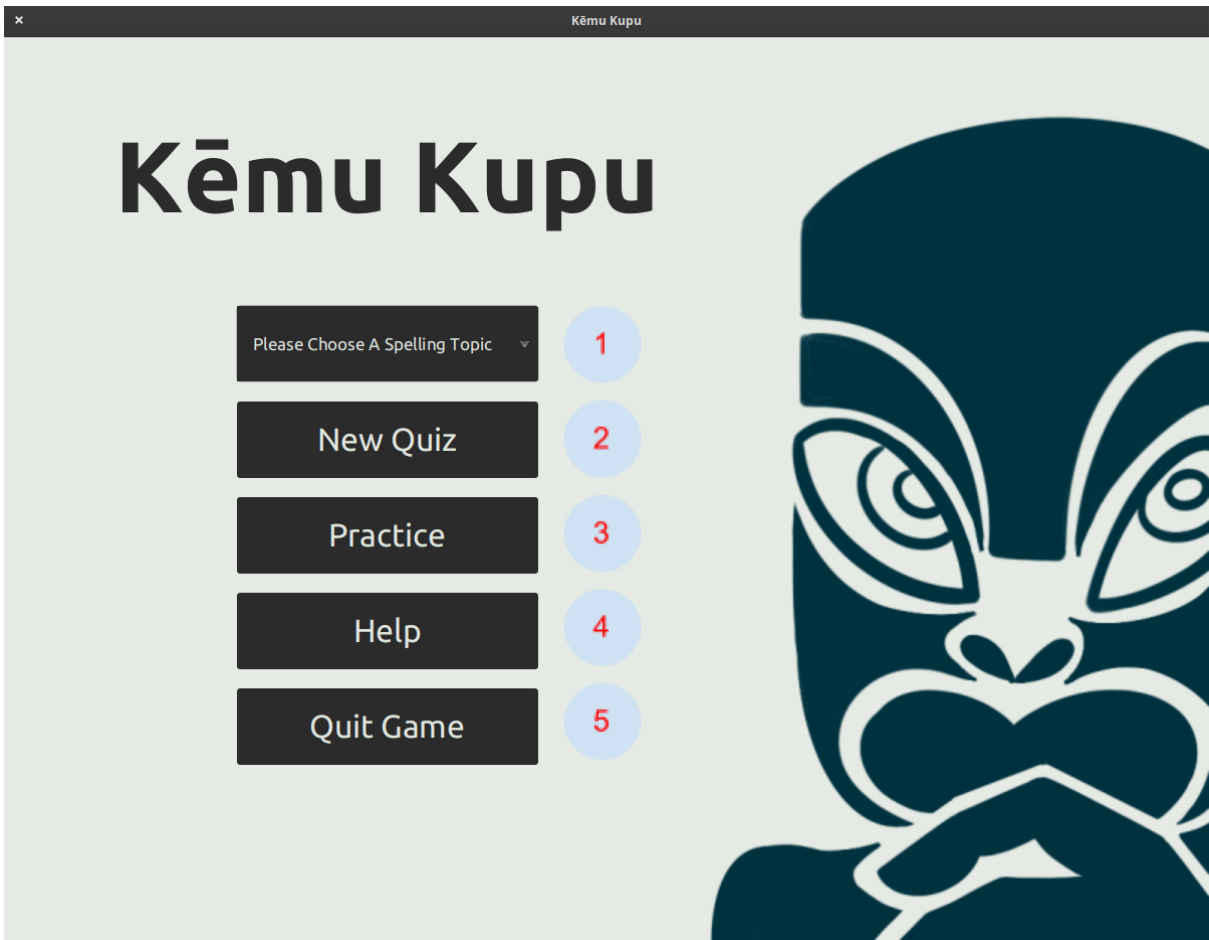 Kēmu Kupu
Kēmu Kupu
Please Choose A Spelling Topic 1
New Quiz 2
Practice 3
Help 4
Quit Game 5